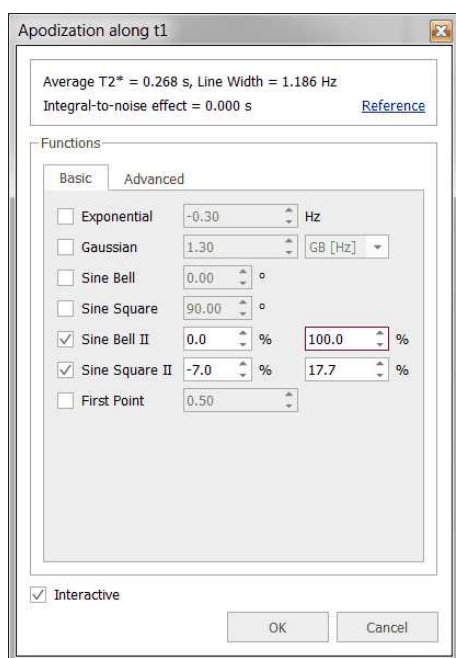 Apodization along t1
Average T2* = 0.268 s, Line Width = 1.186 Hz
Integral-to-noise effect = 0.000 s Reference
Functions
Basic Advanced
Exponential -0.30 Hz
Gaussian 1.30 GB [Hz]
Sine Bell 0.00 °
Sine Square 90.00 °
Sine Bell II 0.0 % 100.0 %
Sine Square II -7.0 % 17.7 %
First Point 0.50
Interactive
OK Cancel